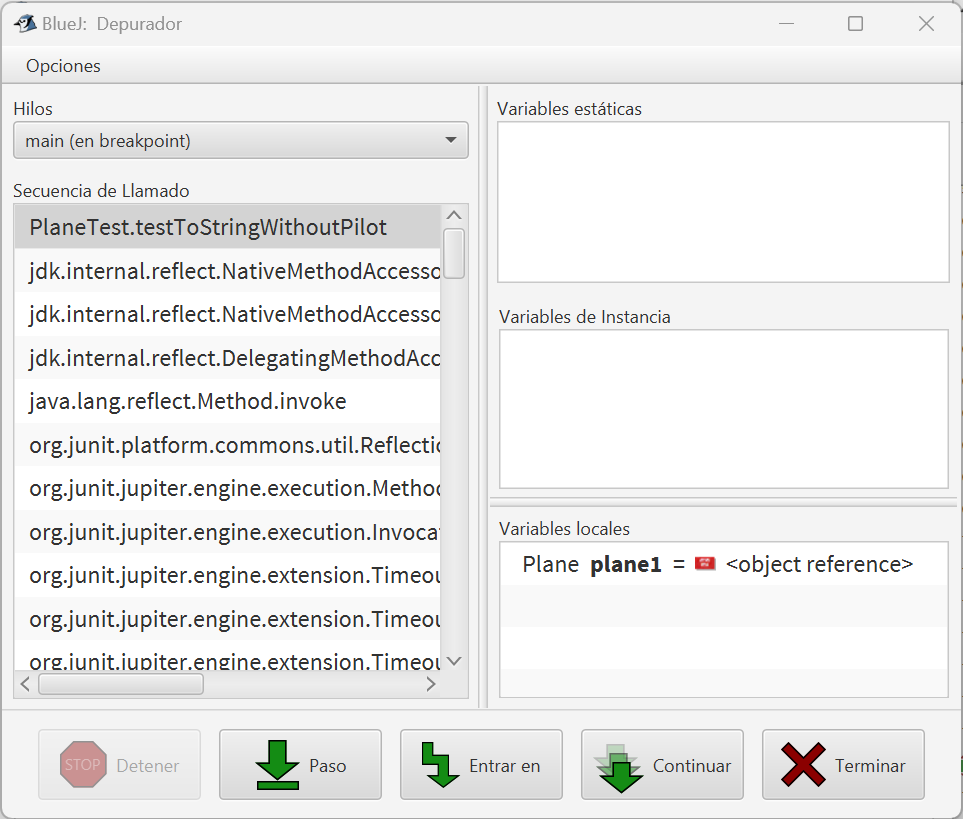 BlueJ: Depurador
Opciones
Hilos
main (en breakpoint)
Secuencia de Llamado
PlaneTest.testToStringWithoutPilot
jdk.internal.reflect.NativeMethodAccesso
jdk.internal.reflect.NativeMethodAccesso
jdk.internal.reflect.DelegatingMethodAcc
java.lang.reflect.Method.invoke
org.junit.platform.commons.util.Reflectio
org.junit.jupiter.engine.execution.Method
org.junit.jupiter.engine.execution.Invocat
org.junit.jupiter.engine.extension.Timeou
org.junit.jupiter.engine.extension.Timeou
org.junit.jupiter.engine.extension.Timeou
Variables estáticas
Variables de Instancia
Variables locales
Plane plane1 = <object reference>
STOP Detener
Paso
Entrar en
Continuar
Terminar